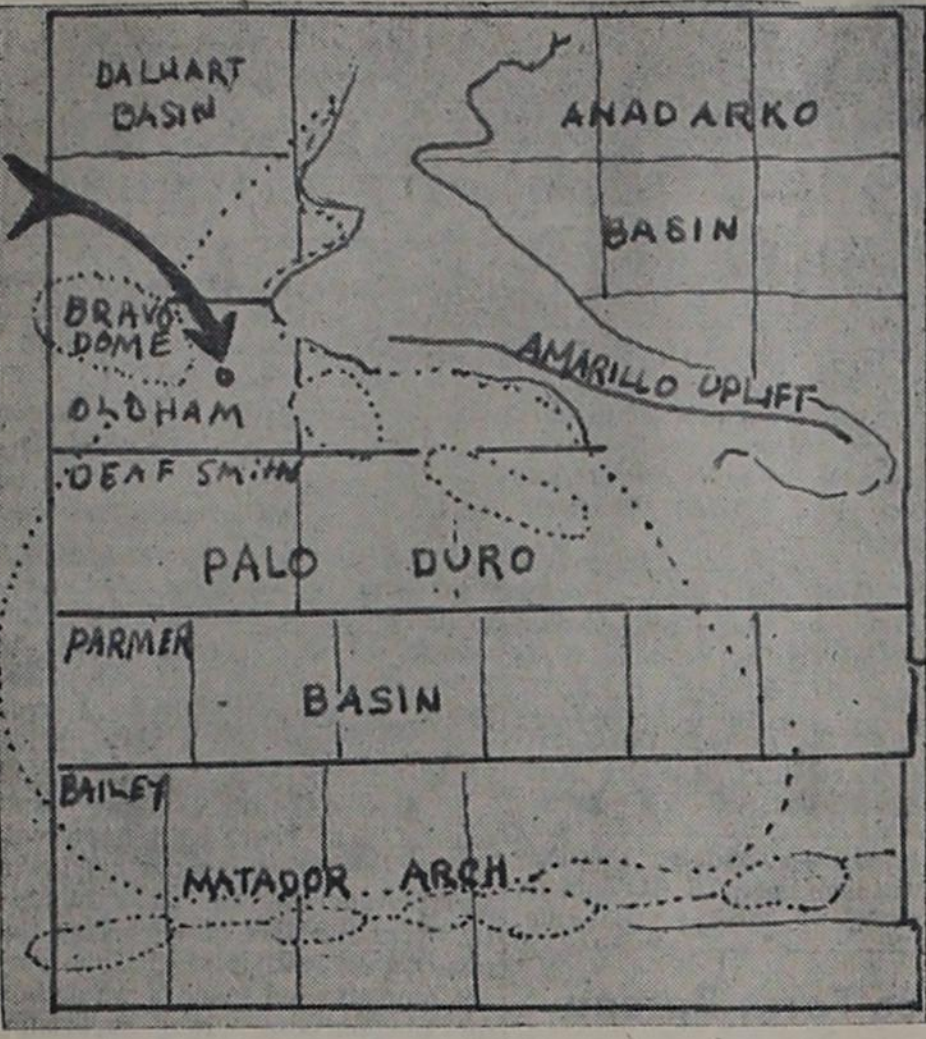 DALHART
BASIN
ANADARKO
BASIN
BRAVO
DOME
AMARILLO UPLIFT
OLDHAM
DEAF SMITH
PALO DURO
PARMER
BASIN
BAILEY
MATADOR ARCH